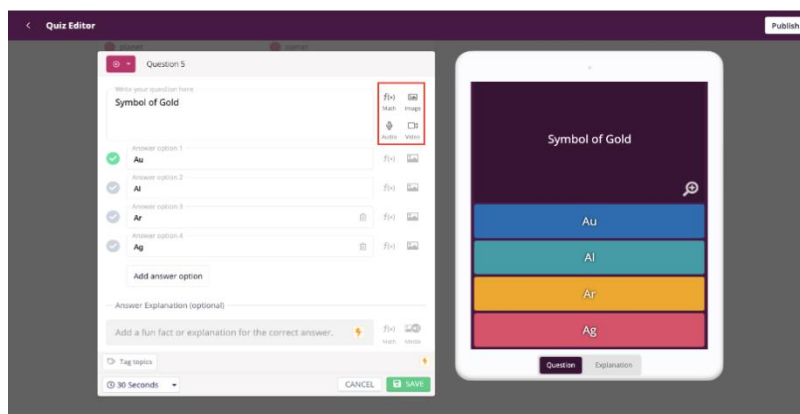 Quiz Editor
Publish
planet
Question 5
Write your question here
Symbol of Gold
f(x)
Math
Image
Audio
Video
Answer option 1
Au
f(x)
Answer option 2
Al
f(x)
Answer option 3
Ar
f(x)
Answer option 4
Ag
f(x)
Add answer option
Answer Explanation (optional)
Add a fun fact or explanation for the correct answer.
f(x)
Math
Media
Tag topics
30 Seconds
CANCEL
SAVE
Symbol of Gold
Au
Al
Ar
Ag
Question
Explanation